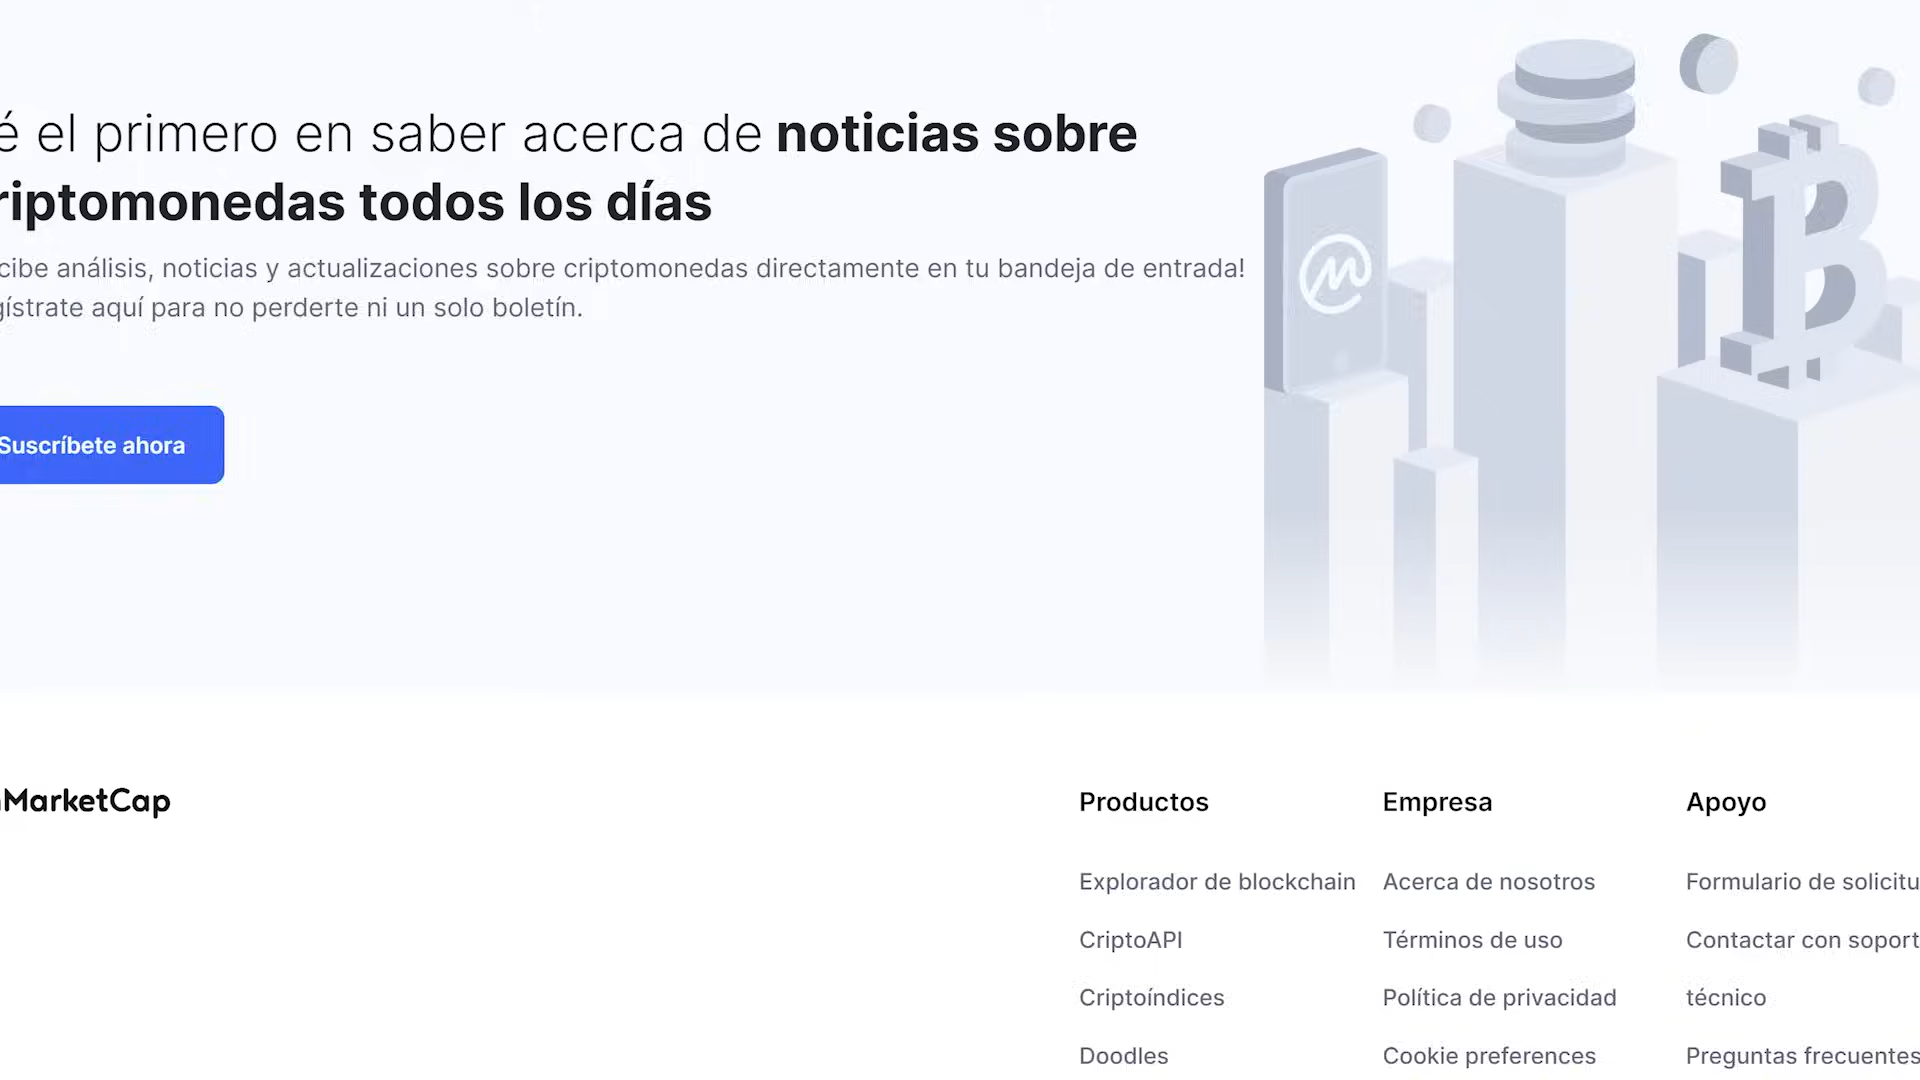 é el primero en saber acerca de noticias sobre
riptomonedas todos los días
cibe análisis, noticias y actualizaciones sobre criptomonedas directamente en tu bandeja de entrada!
gístrate aquí para no perderte ni un solo boletín.
Suscríbete ahora
MarketCap
Productos
Explorador de blockchain
CriptoAPI
Criptoíndices
Doodles
Empresa
Acerca de nosotros
Términos de uso
Política de privacidad
Cookie preferences
Apoyo
Formulario de solicitu
Contactar con soport
técnico
Preguntas frecuentes